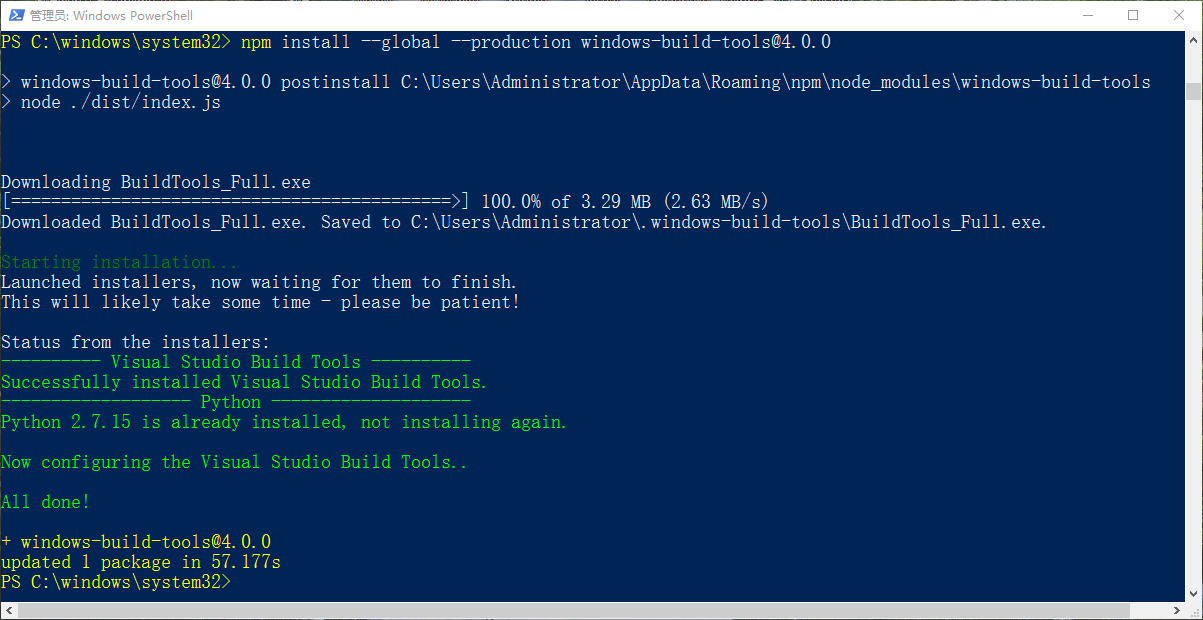 管理员: Windows PowerShell
PS C:\windows\system32> npm install --global --production windows-build-tools@4.0.0
> windows-build-tools@4.0.0 postinstall C:\Users\Administrator\AppData\Roaming\npm\node_modules\windows-build-tools
> node ./dist/index.js
Downloading BuildTools_Full.exe
[============================================>] 100.0% of 3.29 MB (2.63 MB/s)
Downloaded BuildTools_Full.exe. Saved to C:\Users\Administrator\.windows-build-tools\BuildTools_Full.exe.
Starting installation...
Launched installers, now waiting for them to finish.
This will likely take some time - please be patient!
Status from the installers:
---------- Visual Studio Build Tools ----------
Successfully installed Visual Studio Build Tools.
------------------- Python --------------------
Python 2.7.15 is already installed, not installing again.
Now configuring the Visual Studio Build Tools..
All done!
+ windows-build-tools@4.0.0
updated 1 package in 57.177s
PS C:\windows\system32>